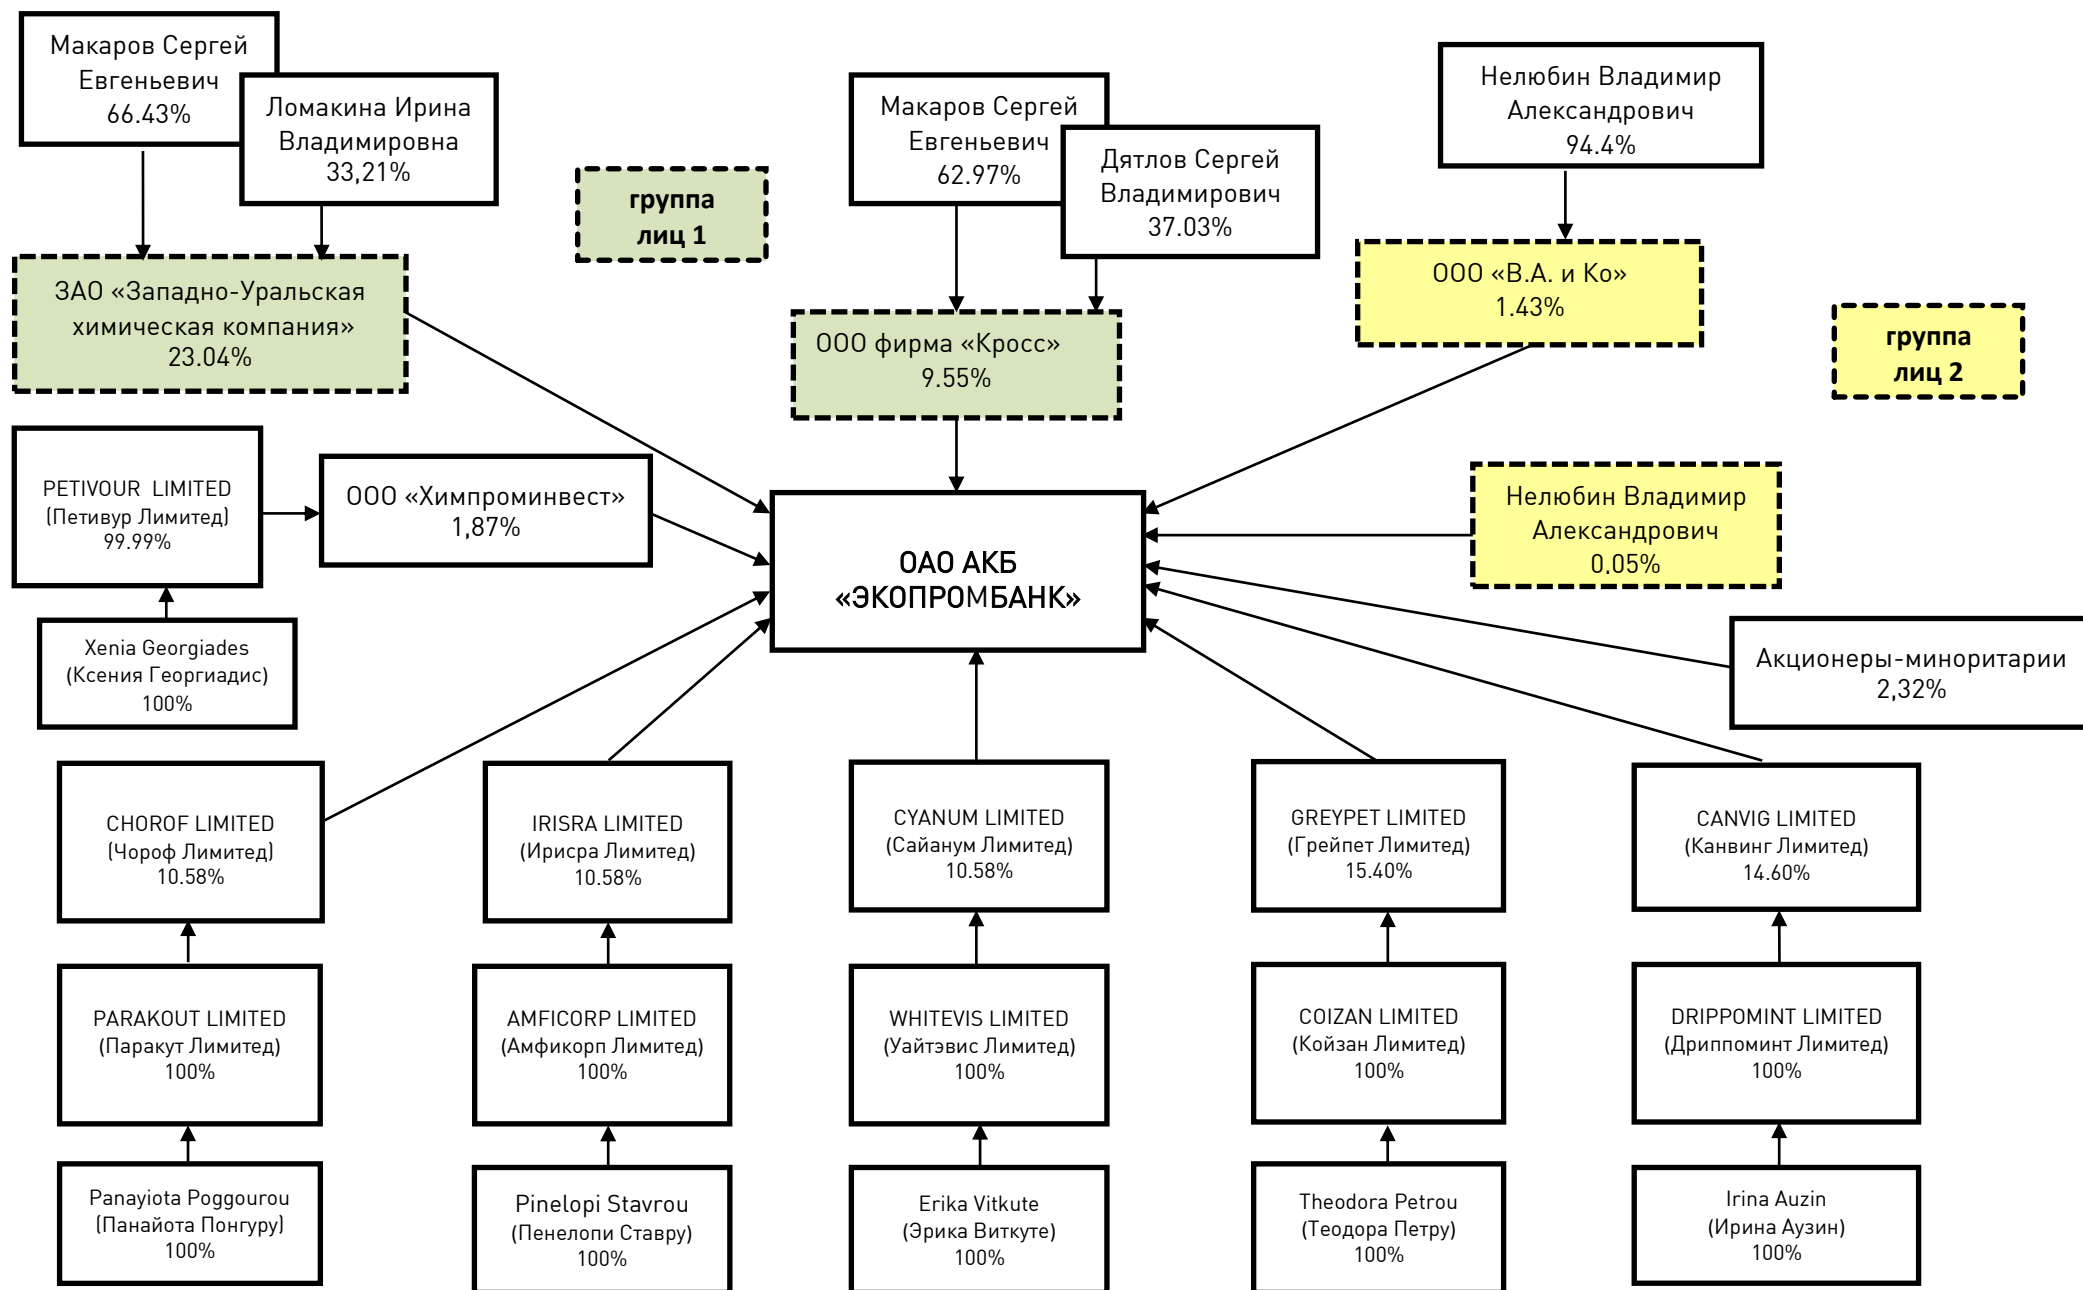 Макаров Сергей
Евгеньевич
66.43%
Ломакина Ирина
Владимировна
33,21%
группа
лиц 1
Макаров Сергей
Евгеньевич
62.97%
Дятлов Сергей
Владимирович
37.03%
Нелюбин Владимир
Александрович
94.4%
ЗАО «Западно-Уральская
химическая компания»
23.04%
ООО фирма «Кросс»
9.55%
ООО «В.А. и Ко»
1.43%
группа
лиц 2
PETIVOUR LIMITED
(Петивур Лимитед)
99.99%
ООО «Химпроминвест»
1,87%
ОАО АКБ
«ЭКОПРОМБАНК»
Нелюбин Владимир
Александрович
0,05%
Xenia Georgiades
(Ксения Георгиадис)
100%
Акционеры-миноритарии
2,32%
CHOROF LIMITED
(Чороф Лимитед)
10.58%
IRISRA LIMITED
(Ирисра Лимитед)
10.58%
CYANUM LIMITED
(Сайанум Лимитед)
10.58%
GREYPET LIMITED
(Грейпет Лимитед)
15.40%
CANVIG LIMITED
(Канвинг Лимитед)
14.60%
PARAKOUT LIMITED
(Паракут Лимитед)
100%
AMFICORP LIMITED
(Амфикорп Лимитед)
100%
WHITEVIS LIMITED
(Уайтэвис Лимитед)
100%
COIZAN LIMITED
(Койзан Лимитед)
100%
DRIPPOMINT LIMITED
(Дриппоминт Лимитед)
100%
Panayiota Poggourou
(Панайота Понгуру)
100%
Pinelopi Stavrou
(Пенелопи Ставру)
100%
Erika Vitkute
(Эрика Виткуте)
100%
Theodora Petrou
(Теодора Петру)
100%
Irina Auzin
(Ирина Аузин)
100%